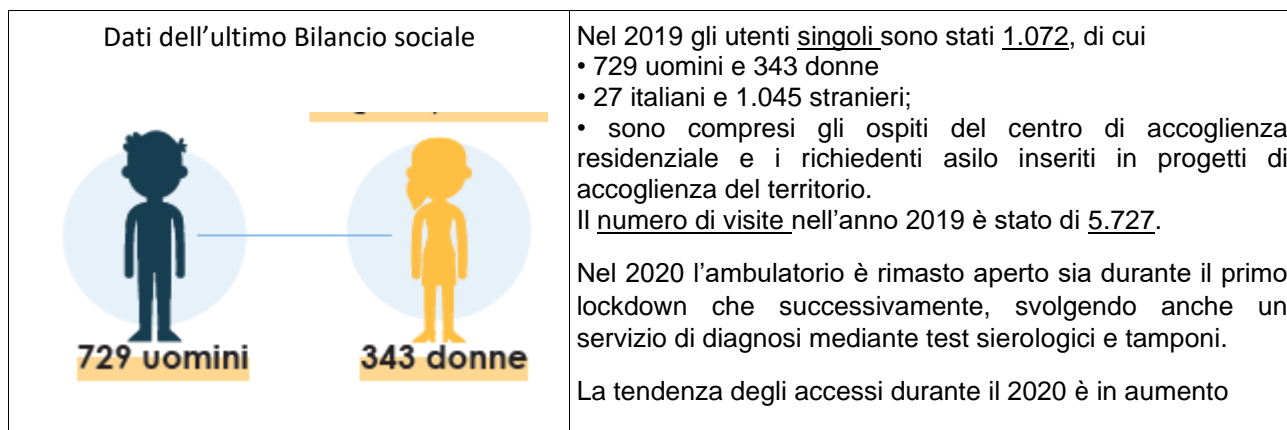 Dati dell’ultimo Bilancio sociale
729 uomini
343 donne
Nel 2019 gli utenti singoli sono stati 1.072, di cui
• 729 uomini e 343 donne
• 27 italiani e 1.045 stranieri;
• sono compresi gli ospiti del centro di accoglienza
residenziale e i richiedenti asilo inseriti in progetti di
accoglienza del territorio.
Il numero di visite nell’anno 2019 è stato di 5.727.
Nel 2020 l’ambulatorio è rimasto aperto sia durante il primo
lockdown che successivamente, svolgendo anche un
servizio di diagnosi mediante test sierologici e tamponi.
La tendenza degli accessi durante il 2020 è in aumento